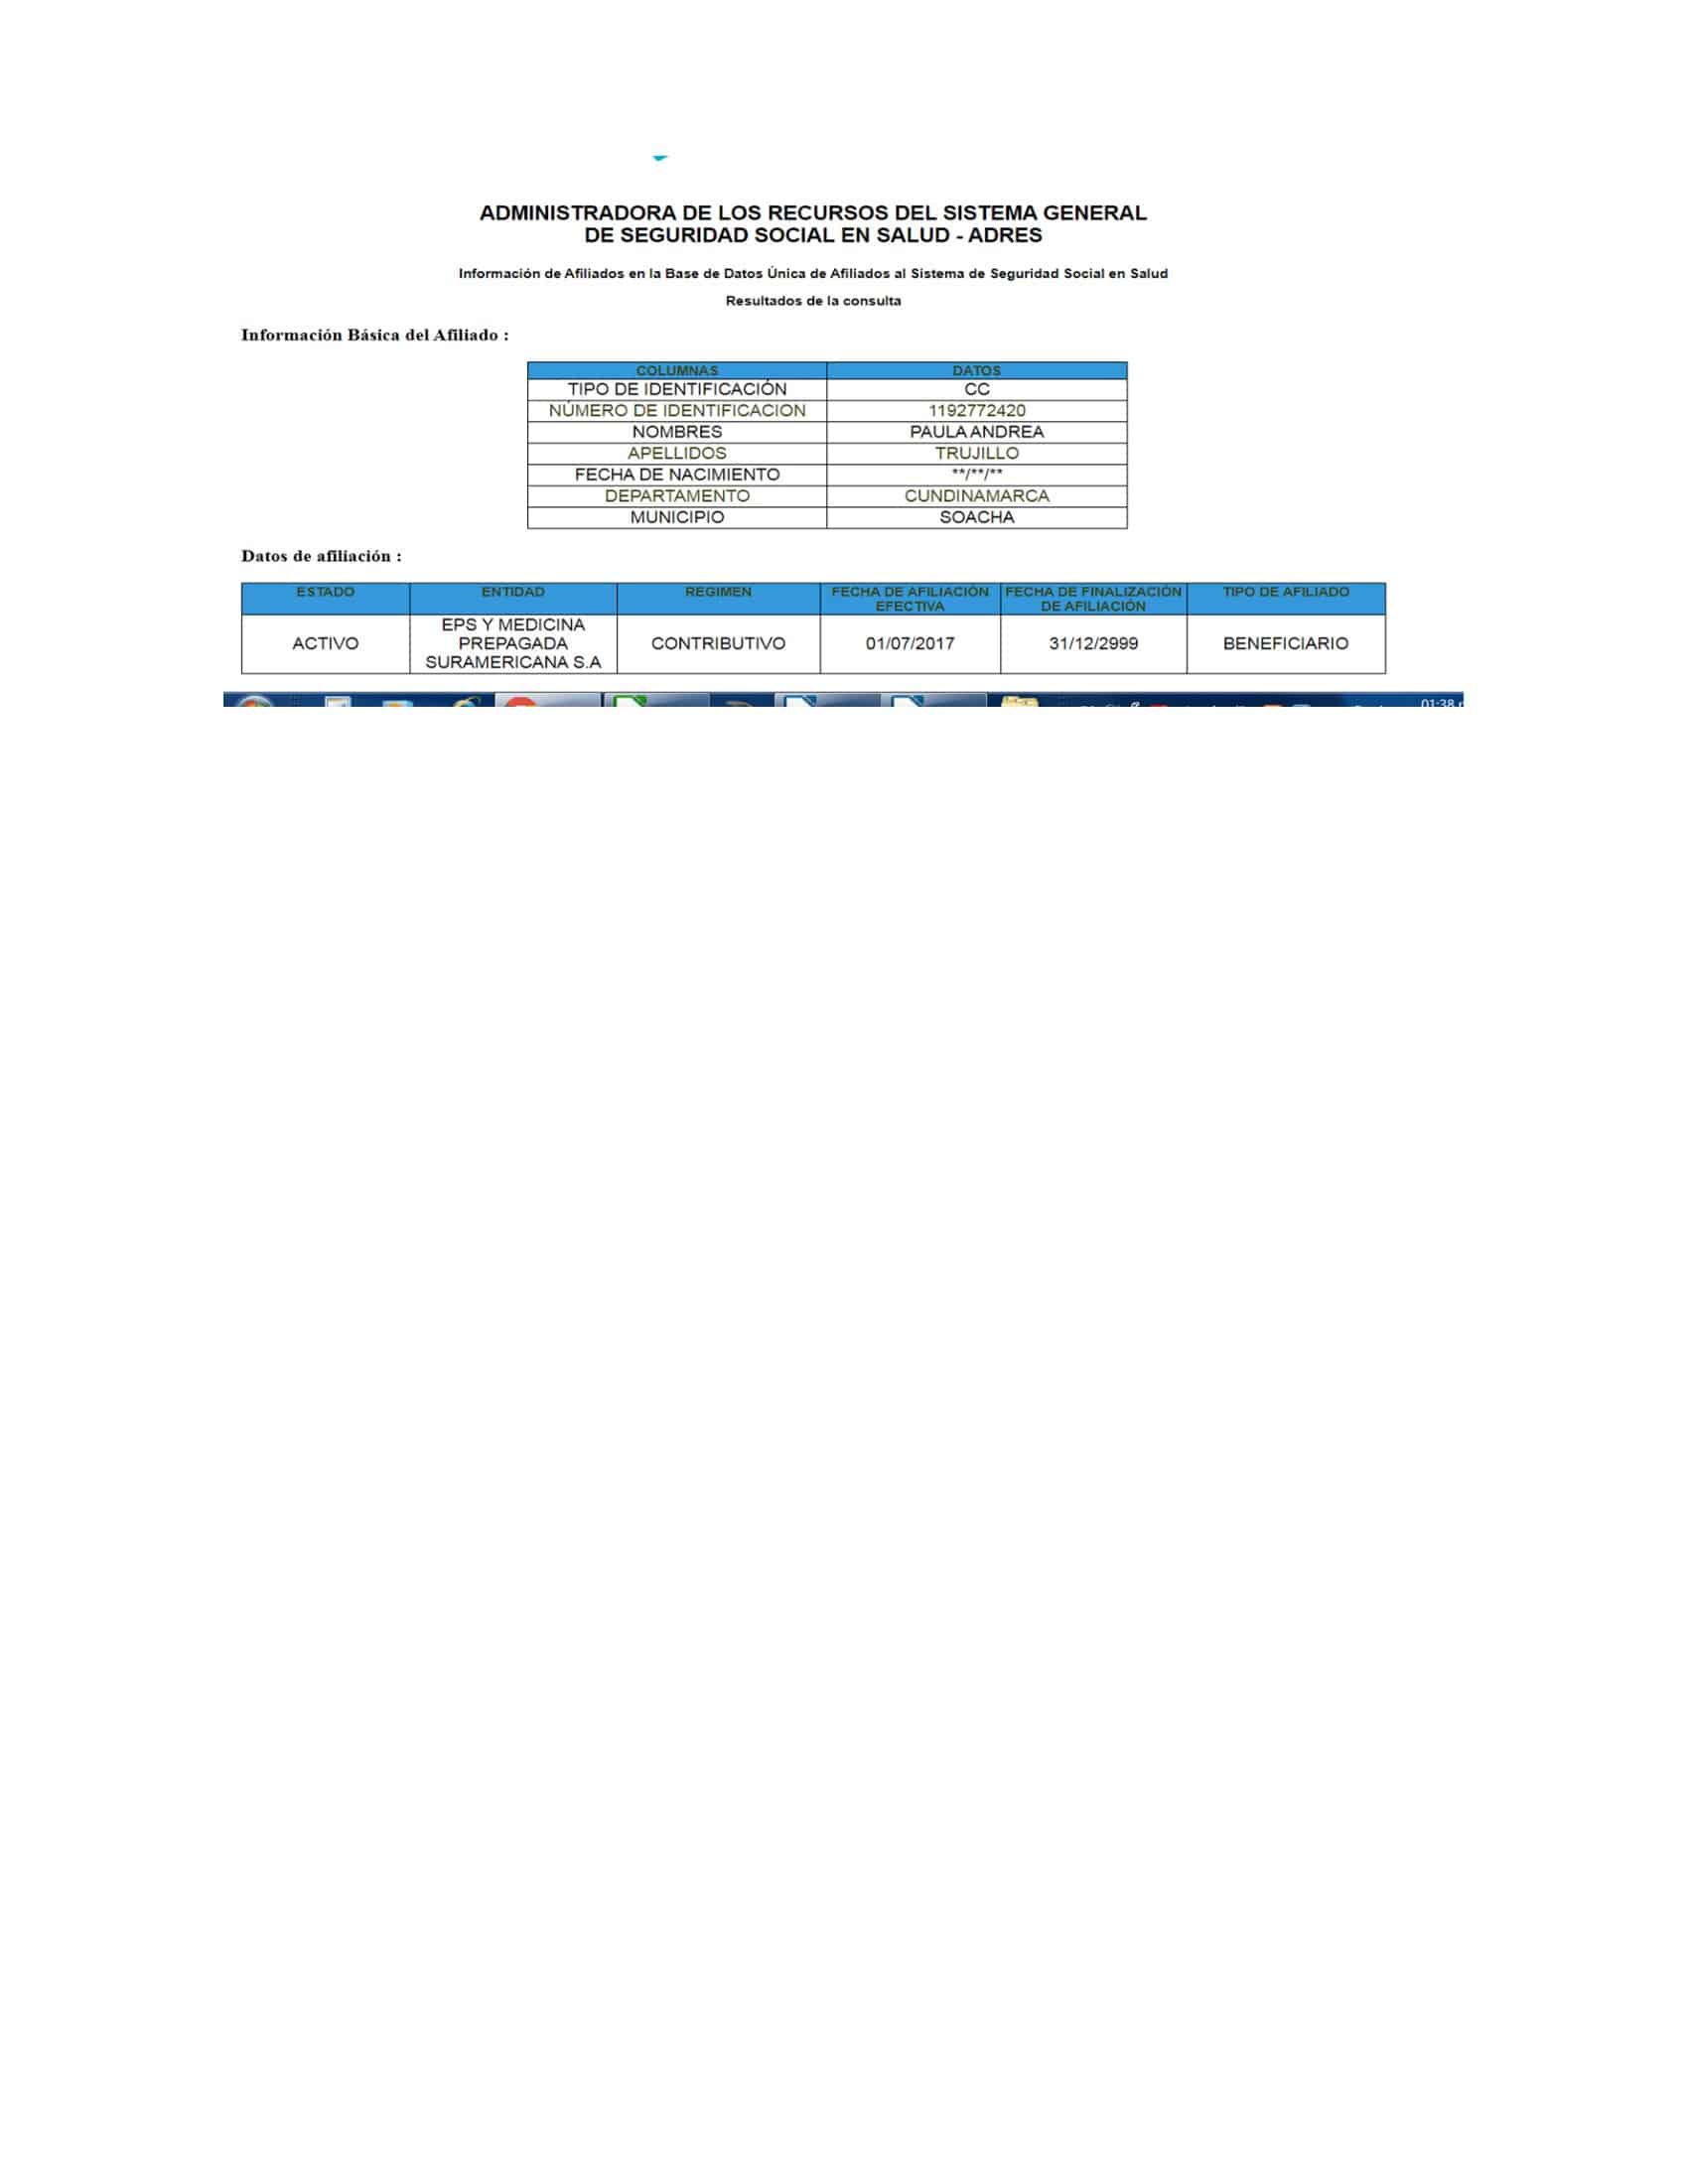 ADMINISTRADORA DE LOS RECURSOS DEL SISTEMA GENERAL
DE SEGURIDAD SOCIAL EN SALUD - ADRES
Información de Afiliados en la Base de Datos Única de Afiliados al Sistema de Seguridad Social en Salud
Resultados de la consulta
Información Básica del Afiliado :
COLUMNAS DATOS
TIPO DE IDENTIFICACIÓN CC
NÚMERO DE IDENTIFICACION 1192772420
NOMBRES PAULA ANDREA
APELLIDOS TRUJILLO
FECHA DE NACIMIENTO **/**/**
DEPARTAMENTO CUNDINAMARCA
MUNICIPIO SOACHA
Datos de afiliación :
ESTADO ENTIDAD REGIMEN FECHA DE AFILIACIÓN EFECTIVA FECHA DE FINALIZACIÓN DE AFILIACIÓN TIPO DE AFILIADO
ACTIVO EPS Y MEDICINA PREPAGADA SURAMERICANA S.A CONTRIBUTIVO 01/07/2017 31/12/2999 BENEFICIARIO
01:38